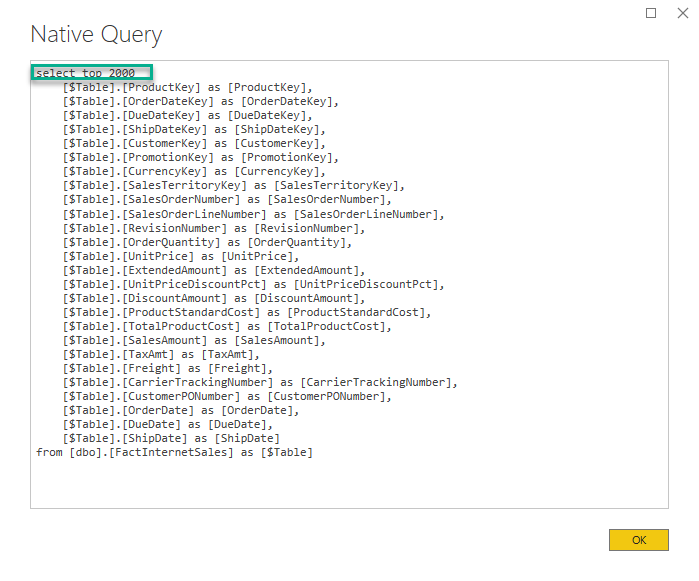 Native Query
select top 2000
[$Table].[ProductKey] as [ProductKey],
[$Table].[OrderDateKey] as [OrderDateKey],
[$Table].[DueDateKey] as [DueDateKey],
[$Table].[ShipDateKey] as [ShipDateKey],
[$Table].[CustomerKey] as [CustomerKey],
[$Table].[PromotionKey] as [PromotionKey],
[$Table].[CurrencyKey] as [CurrencyKey],
[$Table].[SalesTerritoryKey] as [SalesTerritoryKey],
[$Table].[SalesOrderNumber] as [SalesOrderNumber],
[$Table].[SalesOrderLineNumber] as [SalesOrderLineNumber],
[$Table].[RevisionNumber] as [RevisionNumber],
[$Table].[OrderQuantity] as [OrderQuantity],
[$Table].[UnitPrice] as [UnitPrice],
[$Table].[ExtendedAmount] as [ExtendedAmount],
[$Table].[UnitPriceDiscountPct] as [UnitPriceDiscountPct],
[$Table].[DiscountAmount] as [DiscountAmount],
[$Table].[ProductStandardCost] as [ProductStandardCost],
[$Table].[TotalProductCost] as [TotalProductCost],
[$Table].[SalesAmount] as [SalesAmount],
[$Table].[TaxAmt] as [TaxAmt],
[$Table].[Freight] as [Freight],
[$Table].[CarrierTrackingNumber] as [CarrierTrackingNumber],
[$Table].[CustomerPONumber] as [CustomerPONumber],
[$Table].[OrderDate] as [OrderDate],
[$Table].[DueDate] as [DueDate],
[$Table].[ShipDate] as [ShipDate]
from [dbo].[FactInternetSales] as [$Table]
OK